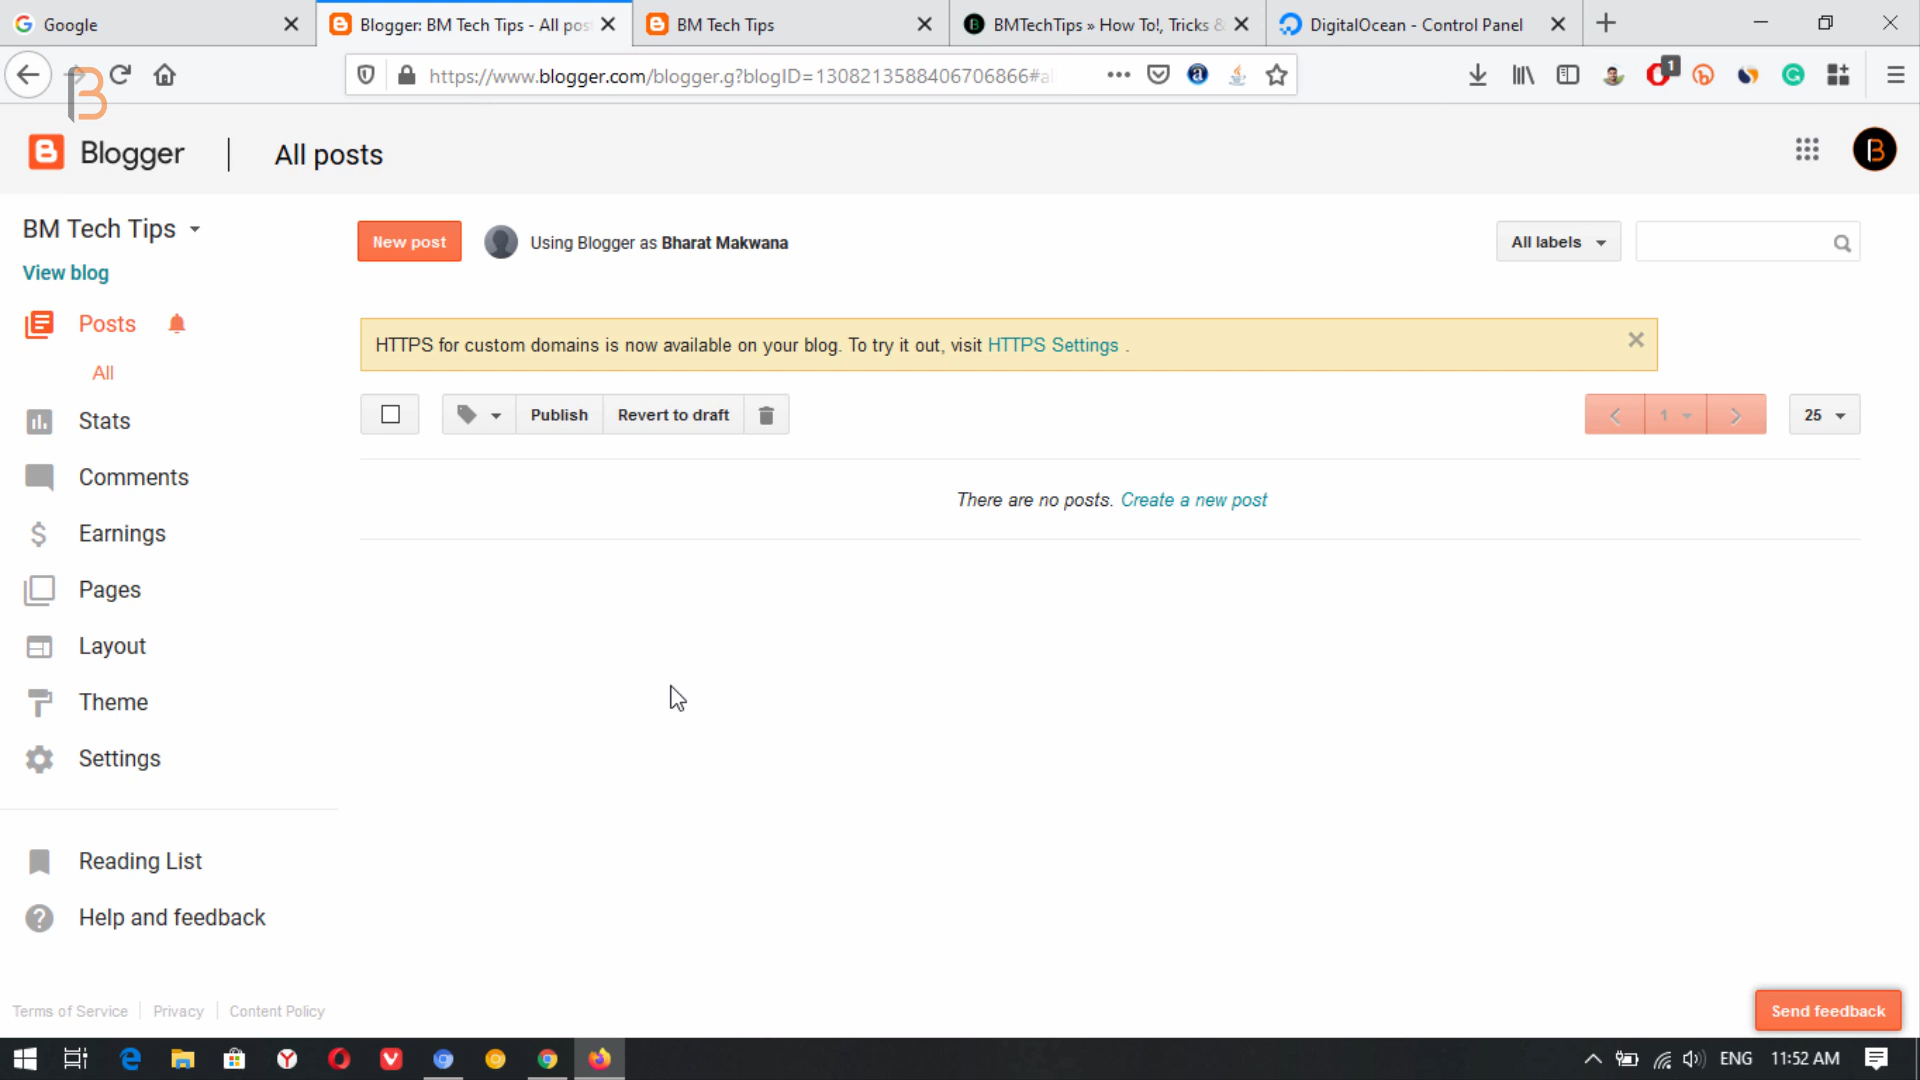 Google
Blogger: BM Tech Tips - All pos
BM Tech Tips
BMTechTips » How To!, Tricks &
DigitalOcean - Control Panel
https://www.blogger.com/blogger.g?blogID=1308213588406706866#al
1
Blogger
All posts
BM Tech Tips
View blog
New post
Using Blogger as Bharat Makwana
All labels
Posts
HTTPS for custom domains is now available on your blog. To try it out, visit HTTPS Settings .
All
Publish
Revert to draft
1
25
Stats
Comments
There are no posts. Create a new post
Earnings
Pages
Layout
Theme
Settings
Reading List
Help and feedback
Terms of Service
Privacy
Content Policy
Send feedback
ENG
11:52 AM